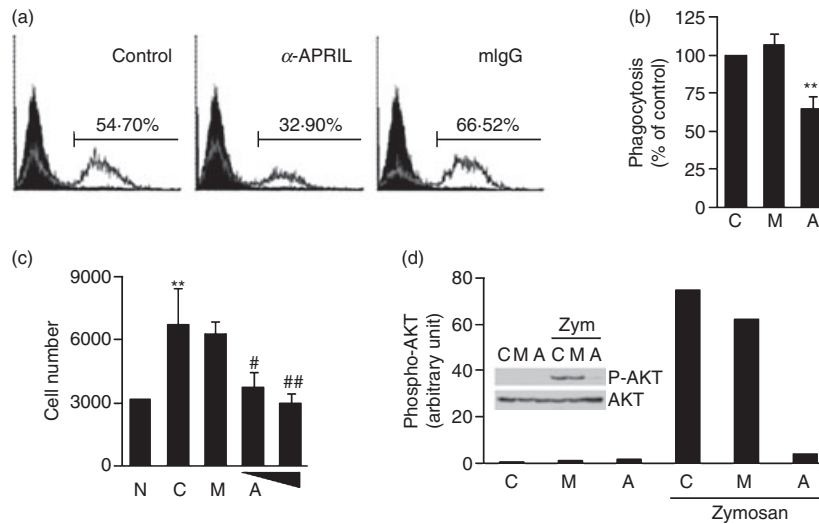 (a)
Control
α-APRIL
mIgG
54·70%
32·90%
66·52%
(b)
125
100
75
50
25
0
Phagocytosis
(% of control)
**
C M A
(c)
9000
6000
3000
0
Cell number
**
#
##
N C M A
(d)
80
60
40
20
0
Phospho-AKT
(arbitrary unit)
Zym
C M A C M A
P-AKT
AKT
C M A C M A
Zymosan